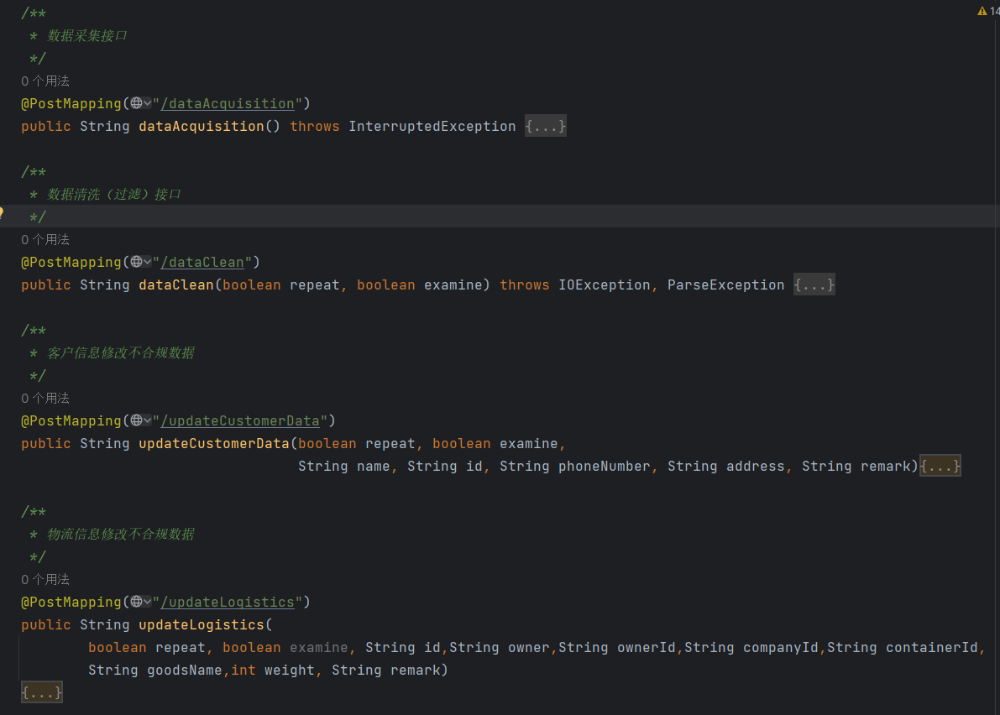 /**
* 数据采集接口
*/
0 个用法
@PostMapping("/dataAcquisition")
public String dataAcquisition() throws InterruptedException {...}
/**
* 数据清洗（过滤）接口
*/
0 个用法
@PostMapping("/dataClean")
public String dataClean(boolean repeat, boolean examine) throws IOException, ParseException {...}
/**
* 客户信息修改不合规数据
*/
0 个用法
@PostMapping("/updateCustomerData")
public String updateCustomerData(boolean repeat, boolean examine,
String name, String id, String phoneNumber, String address, String remark){...}
/**
* 物流信息修改不合规数据
*/
0 个用法
@PostMapping("/updateLogistics")
public String updateLogistics(
boolean repeat, boolean examine, String id,String owner,String ownerId,String companyId,String containerId,
String goodsName,int weight, String remark)
{...}